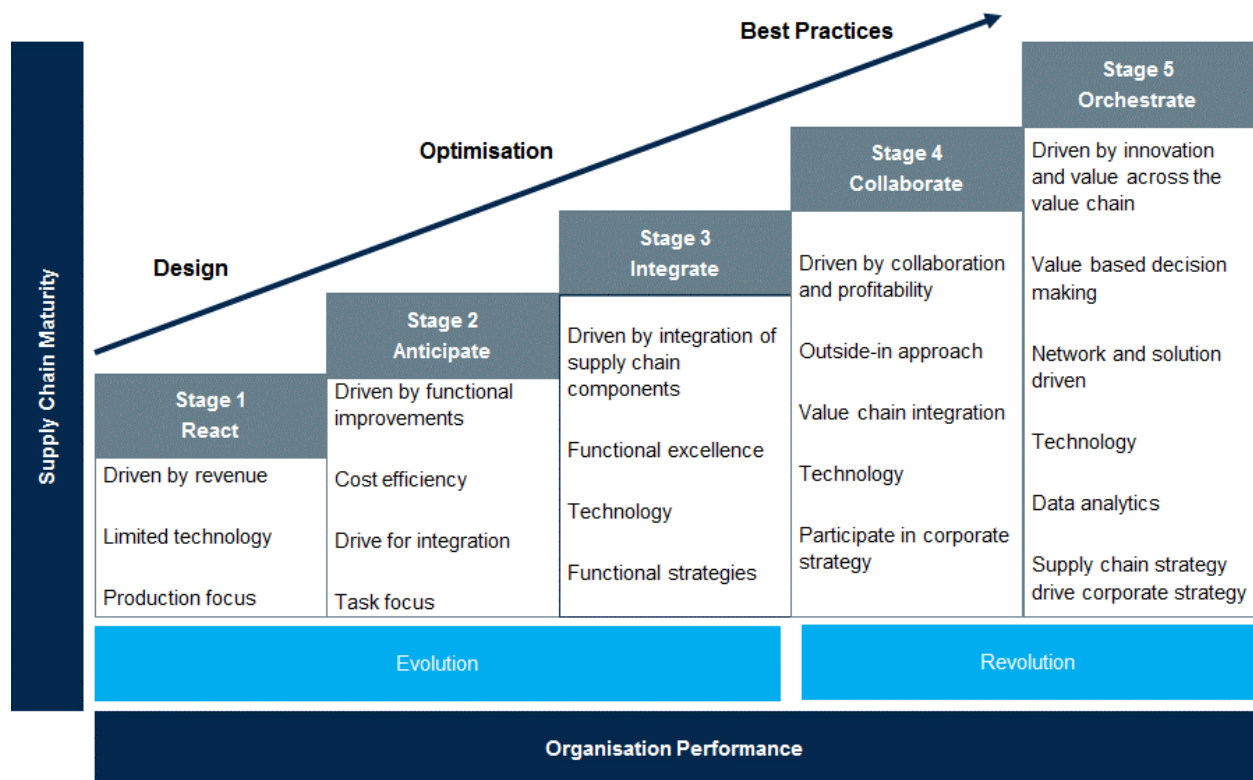 Best Practices
Optimisation
Design
Supply Chain Maturity
Stage 1
React
Driven by revenue
Limited technology
Production focus
Stage 2
Anticipate
Driven by functional
improvements
Cost efficiency
Drive for integration
Task focus
Stage 3
Integrate
Driven by integration of
supply chain
components
Functional excellence
Technology
Functional strategies
Stage 4
Collaborate
Driven by collaboration
and profitability
Outside-in approach
Value chain integration
Technology
Participate in corporate
strategy
Stage 5
Orchestrate
Driven by innovation
and value across the
value chain
Value based decision
making
Network and solution
driven
Technology
Data analytics
Supply chain strategy
drive corporate strategy
Evolution
Revolution
Organisation Performance